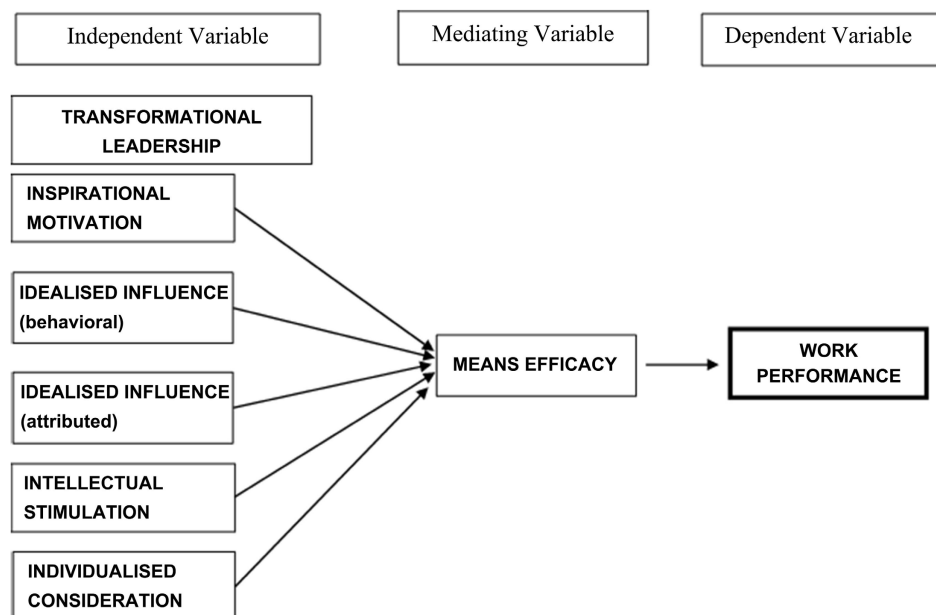 Independent Variable
Mediating Variable
Dependent Variable
TRANSFORMATIONAL
LEADERSHIP
INSPIRATIONAL
MOTIVATION
IDEALISED INFLUENCE
(behavioral)
IDEALISED INFLUENCE
(attributed)
INTELLECTUAL
STIMULATION
INDIVIDUALISED
CONSIDERATION
MEANS EFFICACY
WORK
PERFORMANCE